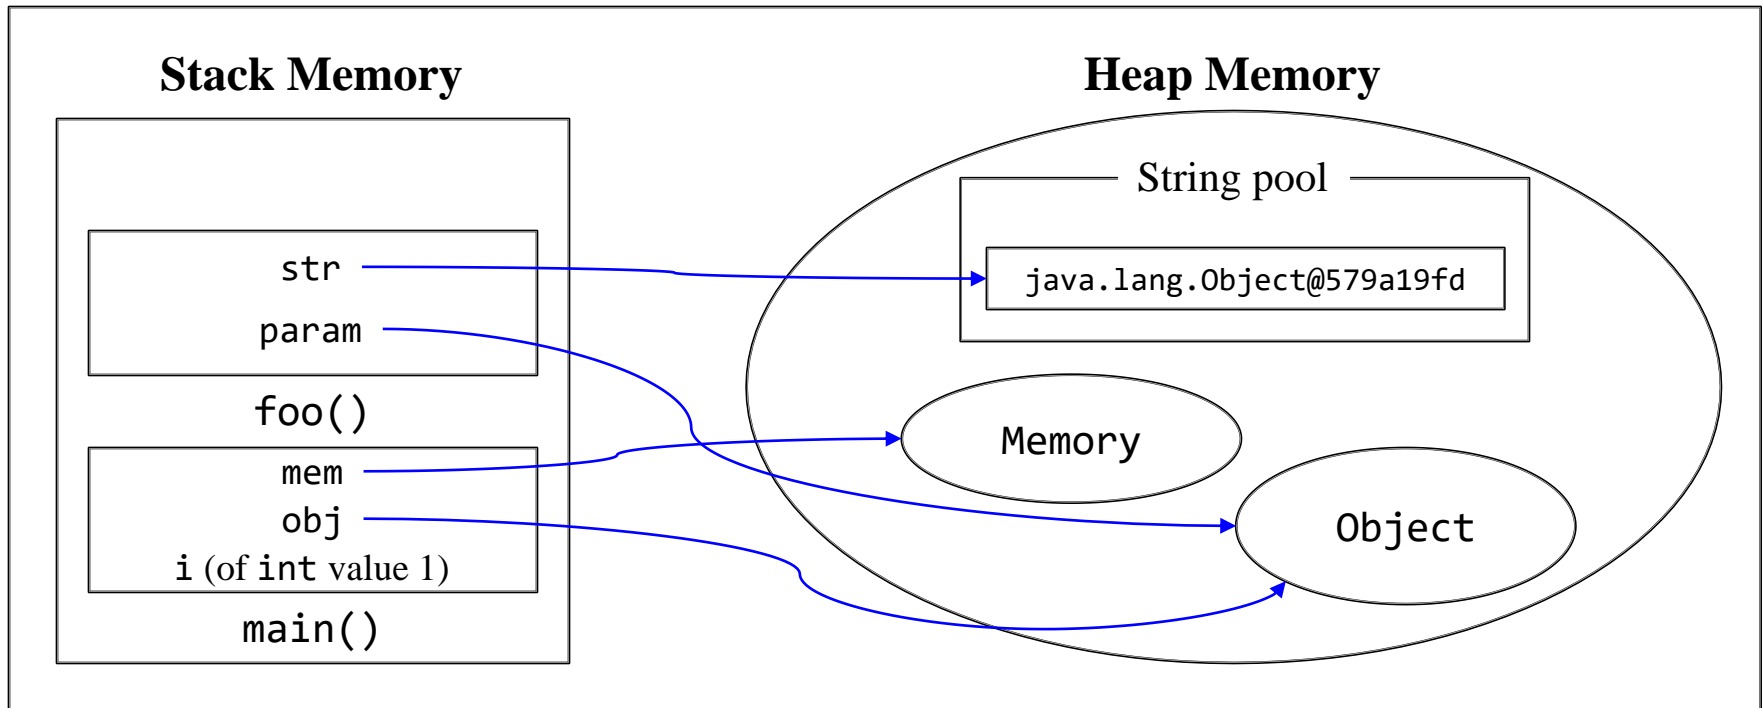 Stack Memory
str
param
foo()
mem
obj
i (of int value 1)
main()
Heap Memory
String pool
java.lang.Object@579a19fd
Memory
Object